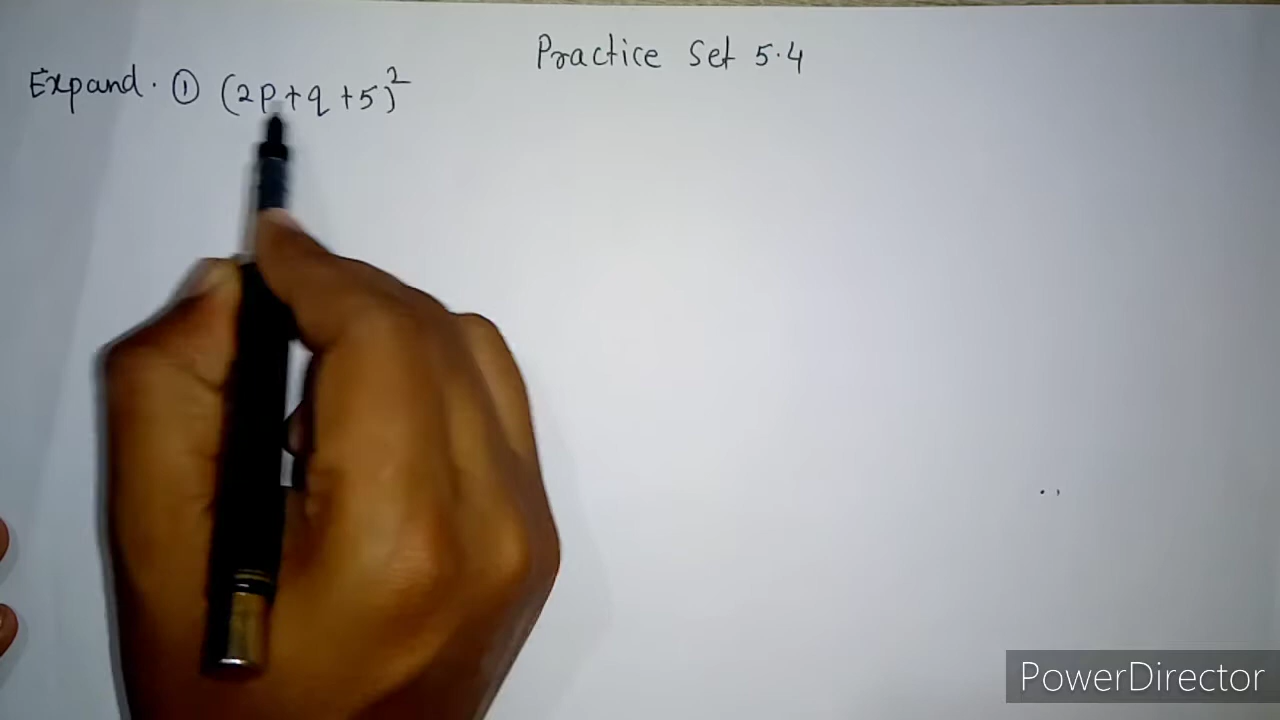 Practice Set 5.4
Expand. ① (2p+q+5)²
PowerDirector